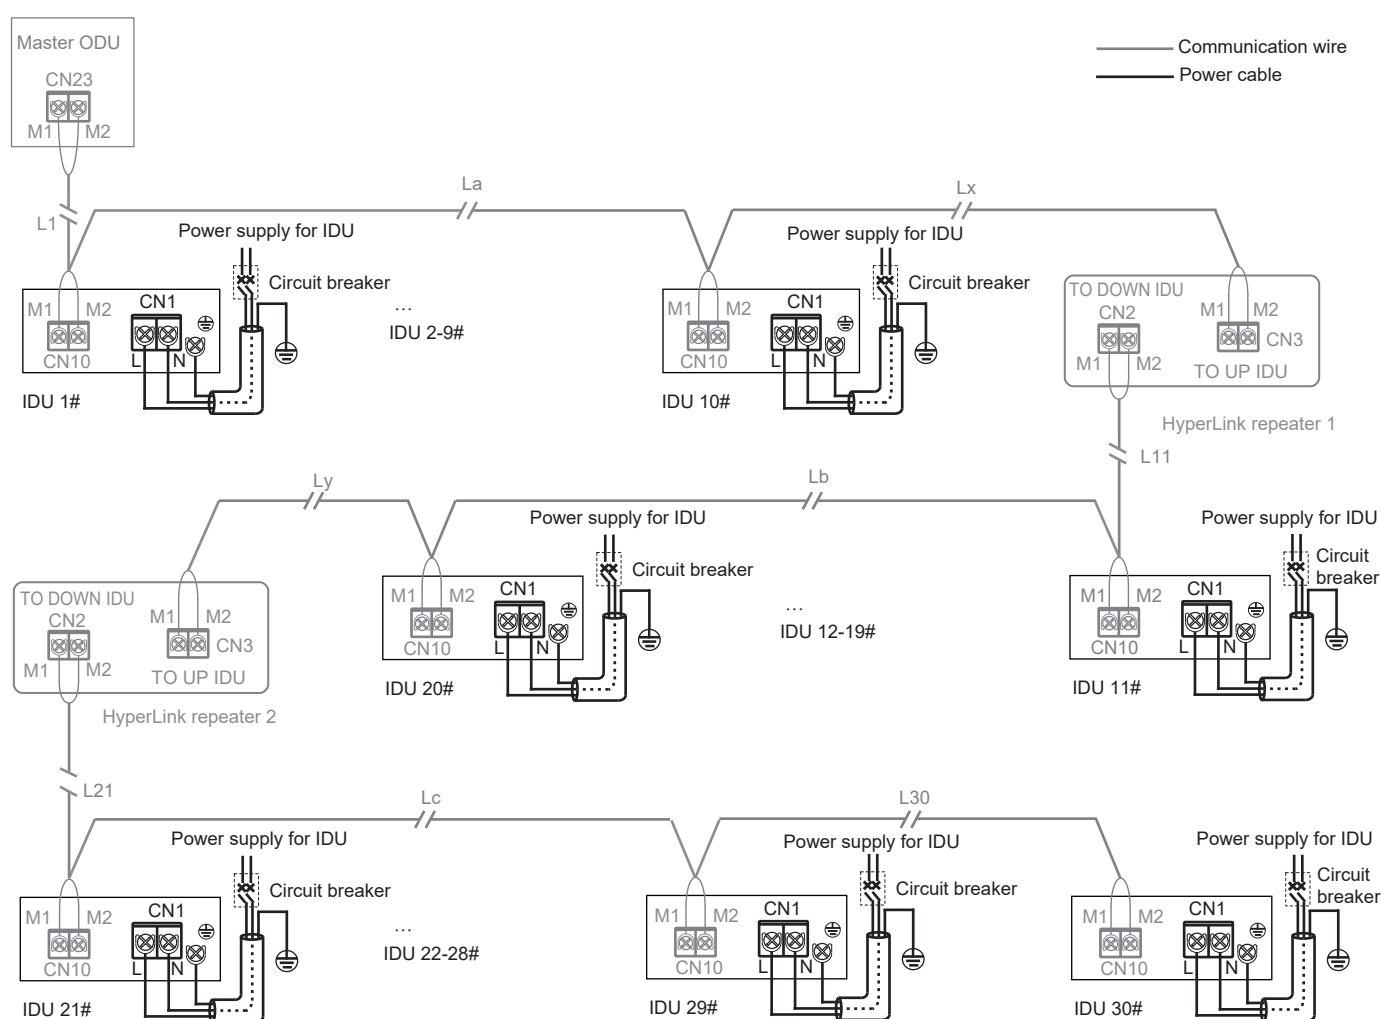 Master ODU
CN23
M1 M2
Communication wire
Power cable
L1
La
Lx
Power supply for IDU
Circuit breaker
M1 M2
CN10
CN1
L N
IDU 1#
...
IDU 2-9#
Power supply for IDU
Circuit breaker
M1 M2
CN10
CN1
L N
IDU 10#
TO DOWN IDU
CN2
M1 M2
M1 M2
CN3
TO UP IDU
HyperLink repeater 1
L11
Ly
Lb
TO DOWN IDU
CN2
M1 M2
M1 M2
CN3
TO UP IDU
HyperLink repeater 2
Power supply for IDU
Circuit breaker
M1 M2
CN10
CN1
L N
IDU 20#
...
IDU 12-19#
Power supply for IDU
Circuit
breaker
M1 M2
CN10
CN1
L N
IDU 11#
L21
Lc
L30
Power supply for IDU
Circuit breaker
M1 M2
CN10
CN1
L N
IDU 21#
...
IDU 22-28#
Power supply for IDU
Circuit breaker
M1 M2
CN10
CN1
L N
IDU 29#
Power supply for IDU
Circuit
breaker
M1 M2
CN10
CN1
L N
IDU 30#